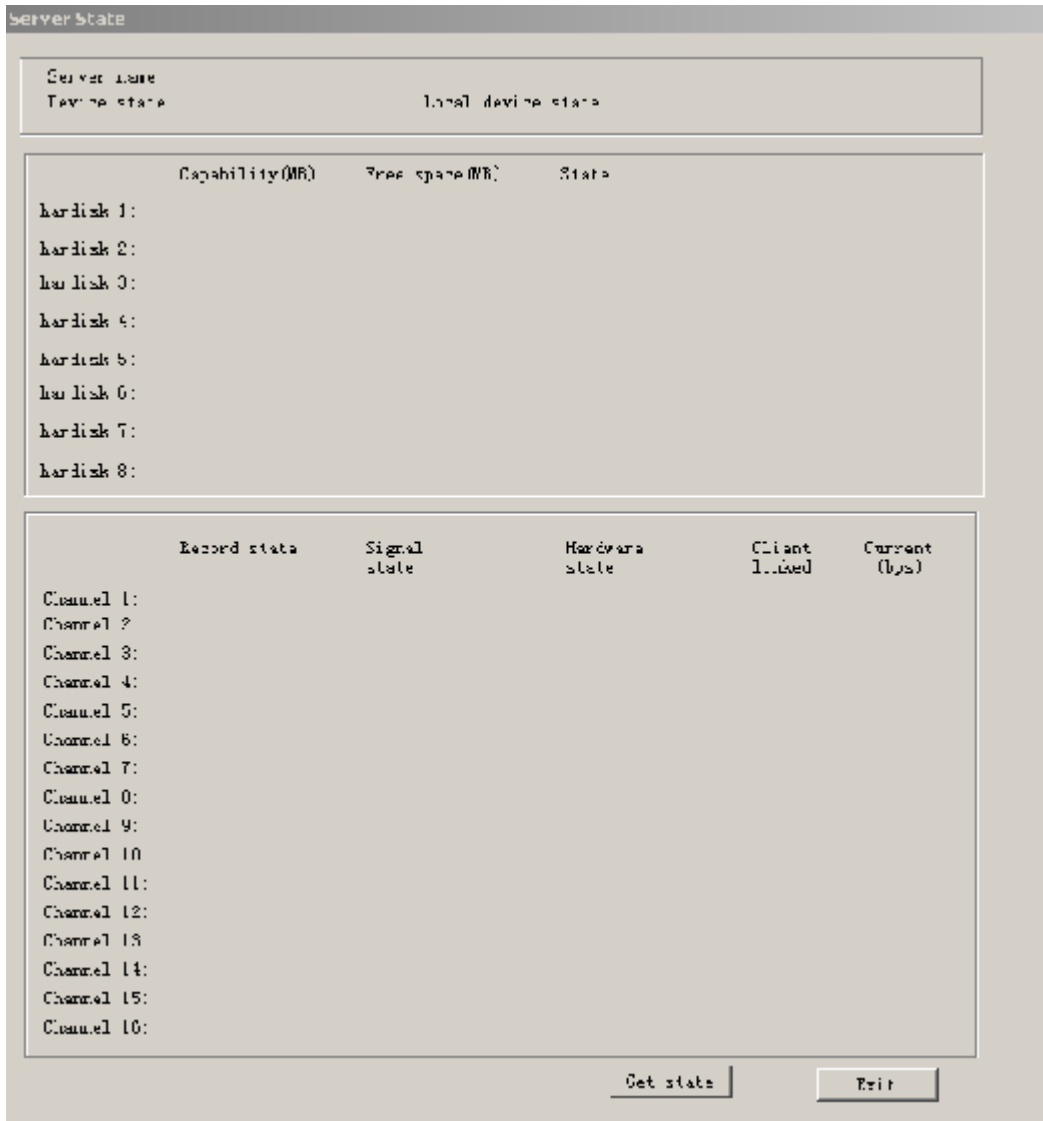 Server State
Server name
Device state Local device state
Capability(MB) Free space(MB) State
hardisk 1:
hardisk 2:
hardisk 3:
hardisk 4:
hardisk 5:
hardisk 6:
hardisk 7:
hardisk 8:
Record state Signal state Hardware state Client linked Current (bps)
Channel 1:
Channel 2
Channel 3:
Channel 4:
Channel 5:
Channel 6:
Channel 7:
Channel 8:
Channel 9:
Channel 10
Channel 11:
Channel 12:
Channel 13
Channel 14:
Channel 15:
Channel 16:
Get state Exit